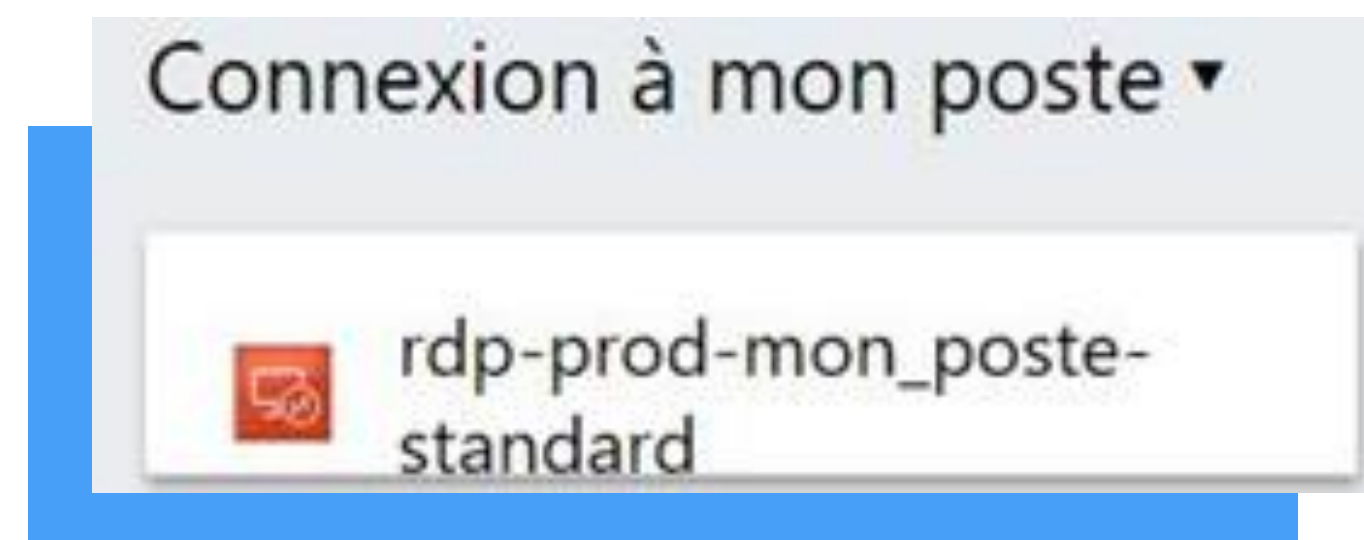 Connexion à mon poste ▾
rdp-prod-mon_poste-
standard